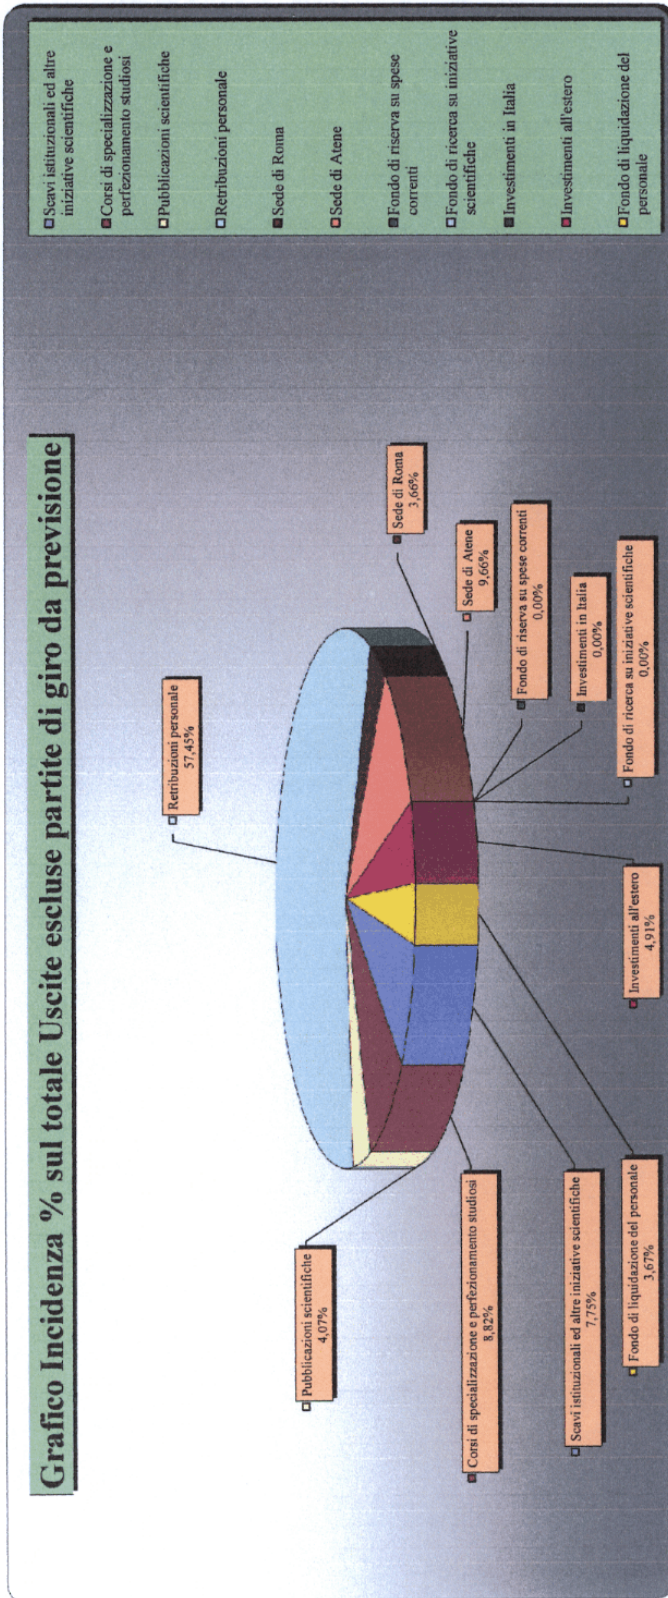 Grafico Incidenza % sul totale Uscite escluse partite di giro da previsione
Retribuzioni personale
57,45%
Sede di Roma
3,66%
Sede di Atene
9,66%
Fondo di riserva su spese correnti
0,00%
Investimenti in Italia
0,00%
Fondo di ricerca su iniziative scientifiche
0,00%
Investimenti all'estero
4,91%
Fondo di liquidazione del personale
3,67%
Scavi istituzionali ed altre iniziative scientifiche
7,75%
Corsi di specializzazione e perfezionamento studiosi
8,82%
Pubblicazioni scientifiche
4,07%
Scavi istituzionali ed altre
iniziative scientifiche
Corsi di specializzazione e
perfezionamento studiosi
Pubblicazioni scientifiche
Retribuzioni personale
Sede di Roma
Sede di Atene
Fondo di riserva su spese
correnti
Fondo di ricerca su iniziative
scientifiche
Investimenti in Italia
Investimenti all'estero
Fondo di liquidazione del
personale